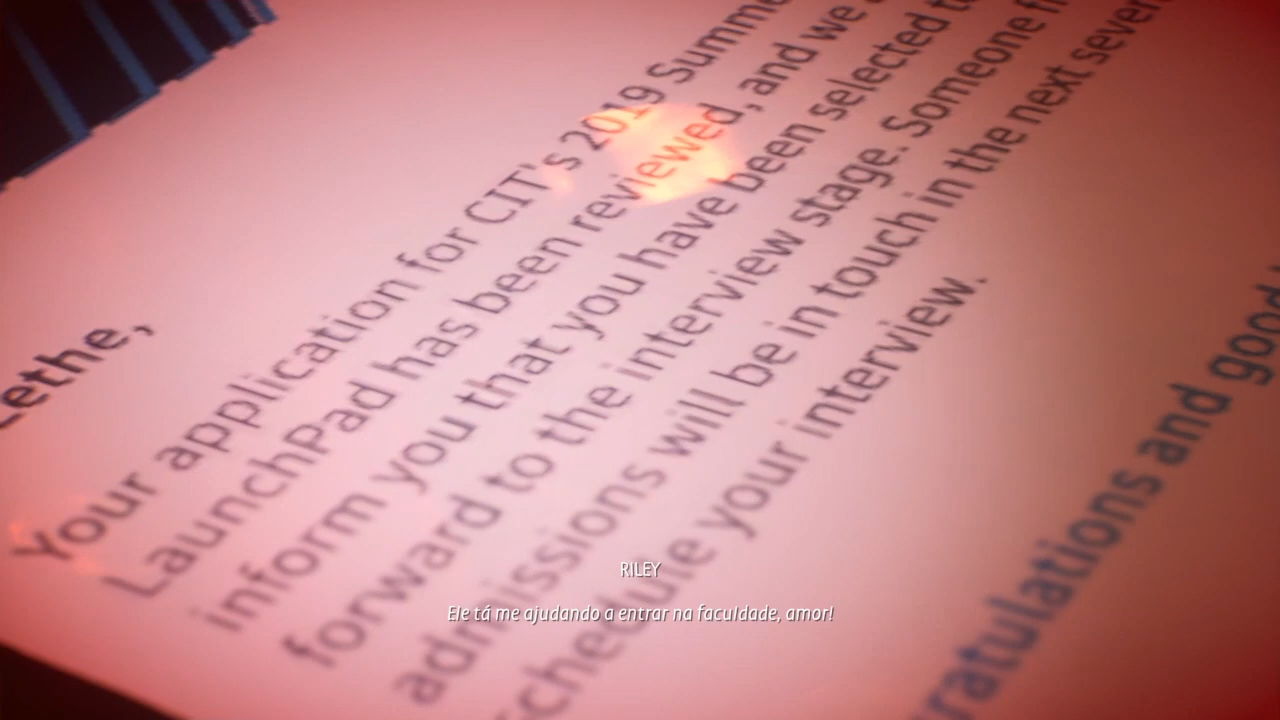 Lethe,
Your application for CIT's 2019 Summe
LaunchPad has been reviewed, and we
inform you that you have been selected
forward to the interview stage. Someone
admissions will be in touch in the next sever
schedule your interview.
ratulations and good
RILEY
Ele tá me ajudando a entrar na faculdade, amor!